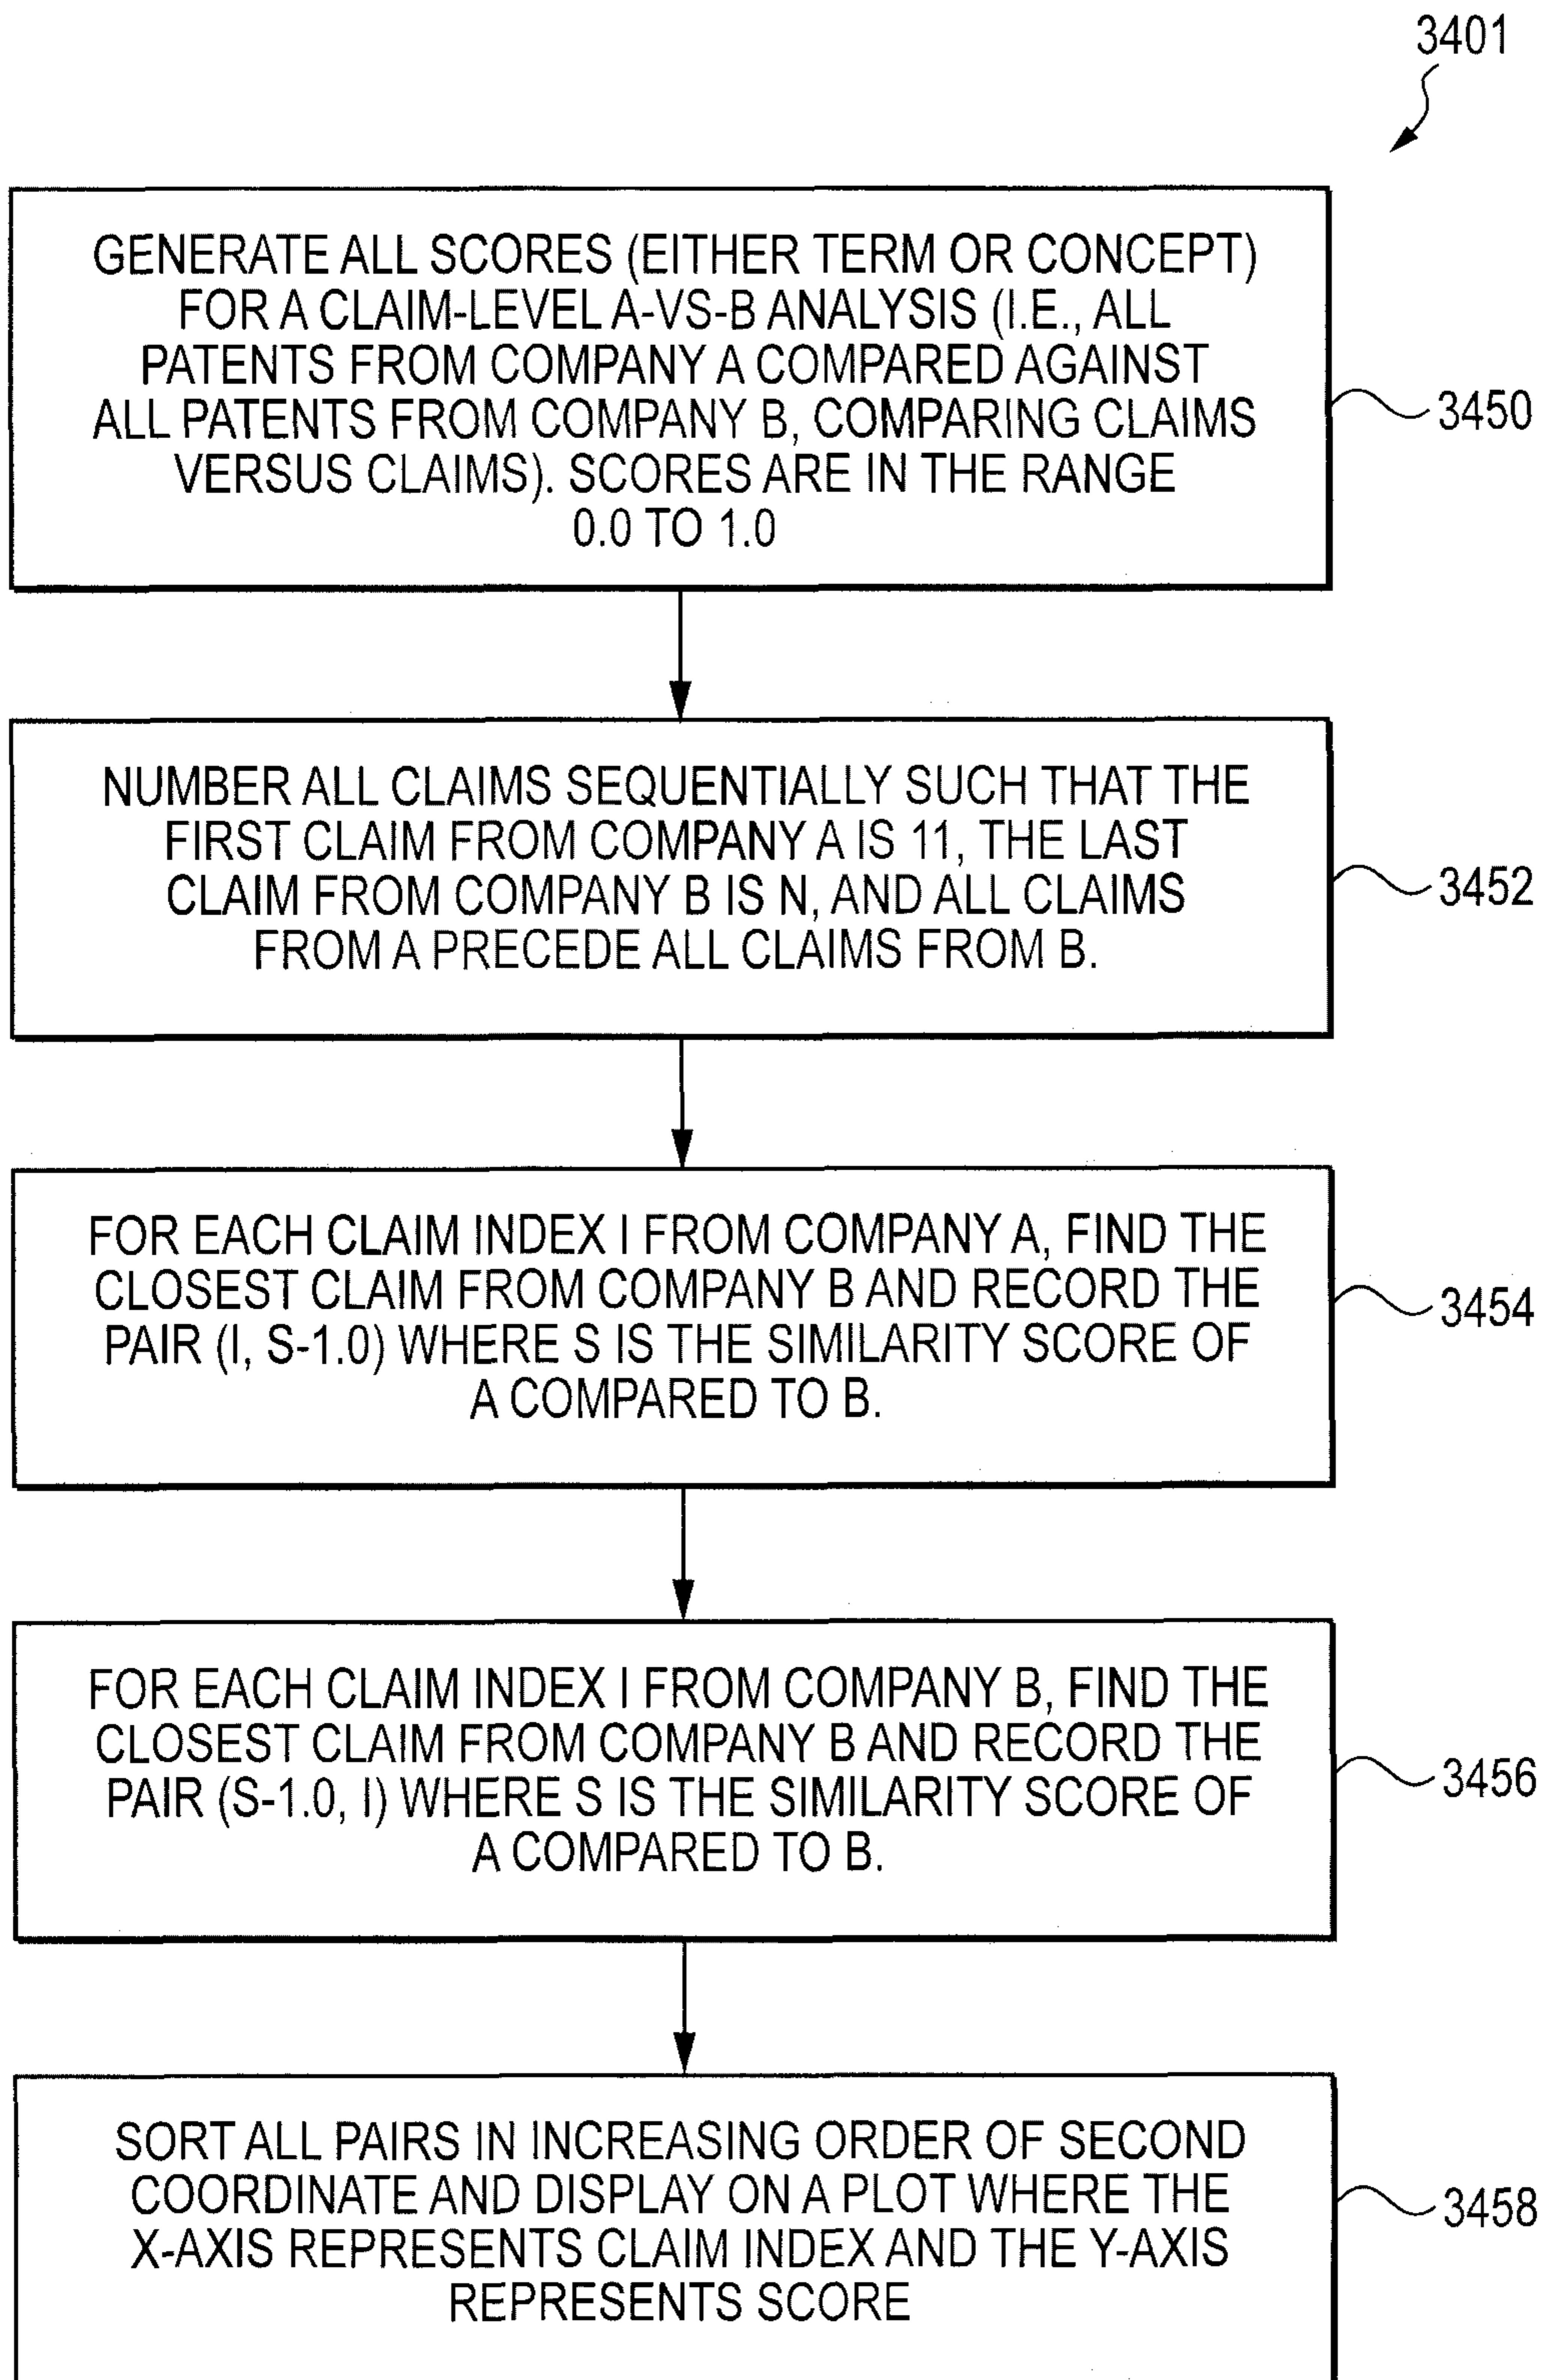 3401
GENERATE ALL SCORES (EITHER TERM OR CONCEPT)
FOR A CLAIM-LEVEL A-VS-B ANALYSIS (I.E., ALL
PATENTS FROM COMPANY A COMPARED AGAINST
ALL PATENTS FROM COMPANY B, COMPARING CLAIMS
VERSUS CLAIMS). SCORES ARE IN THE RANGE
0.0 TO 1.0
3450
NUMBER ALL CLAIMS SEQUENTIALLY SUCH THAT THE
FIRST CLAIM FROM COMPANY A IS 11, THE LAST
CLAIM FROM COMPANY B IS N, AND ALL CLAIMS
FROM A PRECEDE ALL CLAIMS FROM B.
3452
FOR EACH CLAIM INDEX I FROM COMPANY A, FIND THE
CLOSEST CLAIM FROM COMPANY B AND RECORD THE
PAIR (I, S-1.0) WHERE S IS THE SIMILARITY SCORE OF
A COMPARED TO B.
3454
FOR EACH CLAIM INDEX I FROM COMPANY B, FIND THE
CLOSEST CLAIM FROM COMPANY B AND RECORD THE
PAIR (S-1.0, I) WHERE S IS THE SIMILARITY SCORE OF
A COMPARED TO B.
3456
SORT ALL PAIRS IN INCREASING ORDER OF SECOND
COORDINATE AND DISPLAY ON A PLOT WHERE THE
X-AXIS REPRESENTS CLAIM INDEX AND THE Y-AXIS
REPRESENTS SCORE
3458